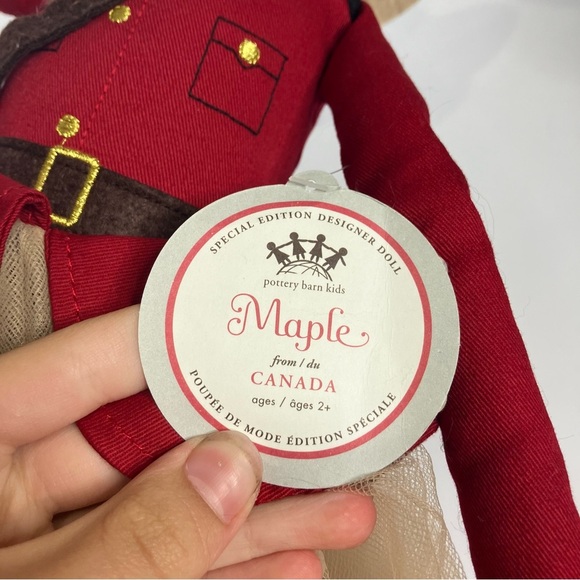 SPECIAL EDITION DESIGNER DOLL
pottery barn kids
Maple
from / du
CANADA
ages / âges 2+
POUPÉE DE MODE ÉDITION SPÉCIALE